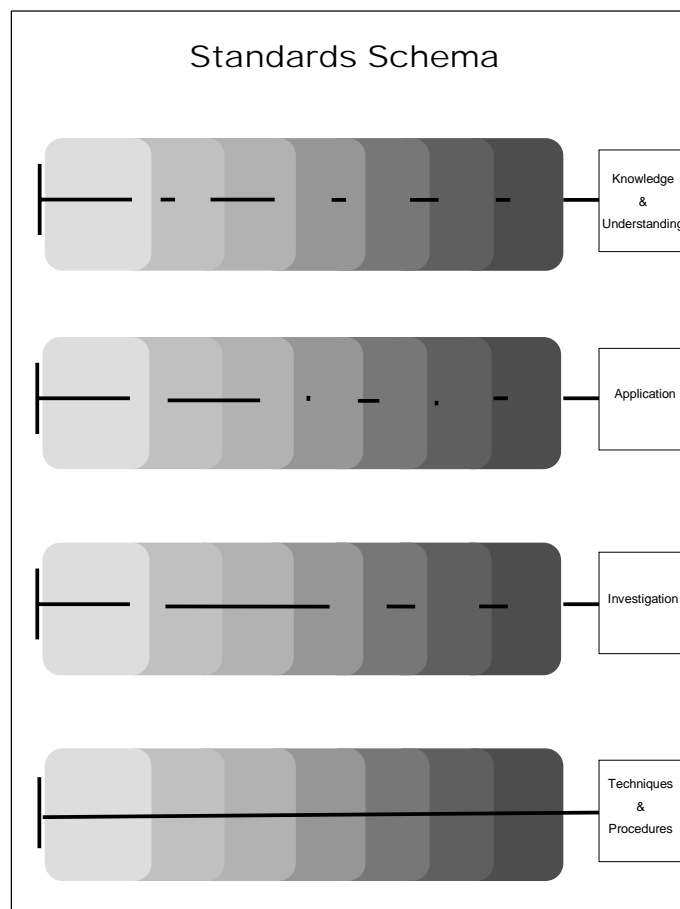 Standards Schema
Knowledge
&
Understanding
Application
Investigation
Techniques
&
Procedures